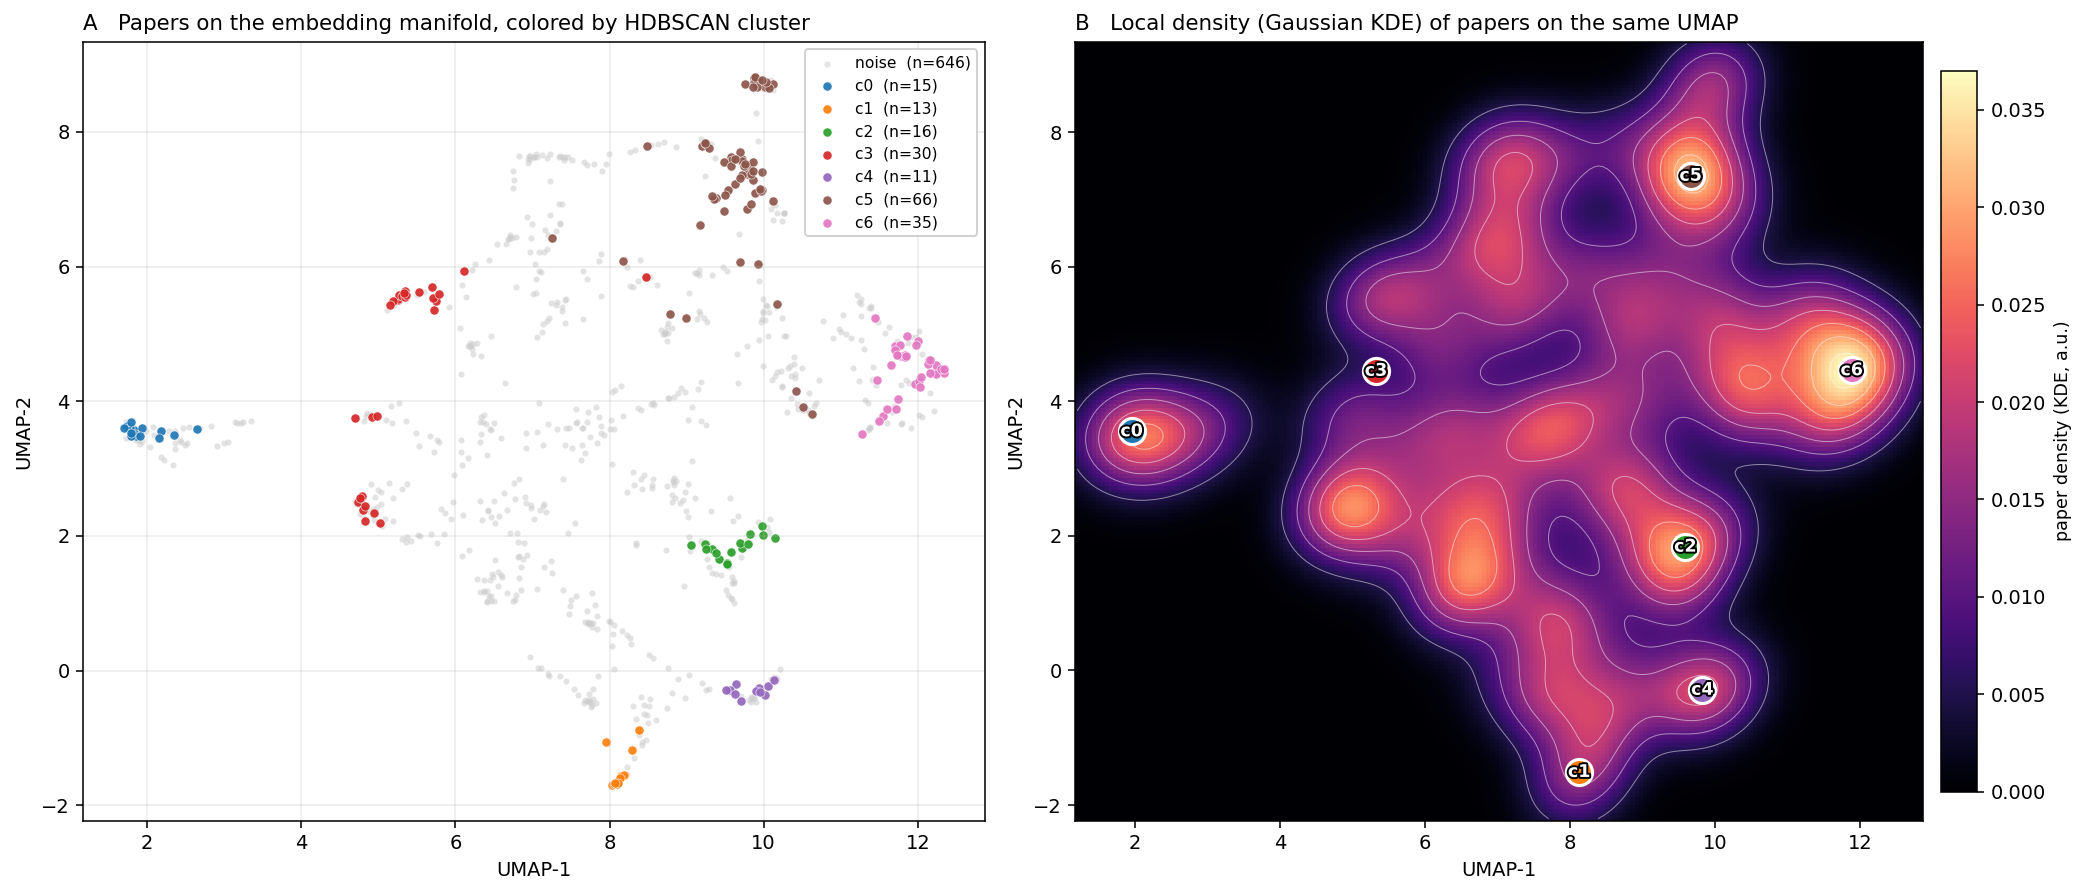 A   Papers on the embedding manifold, colored by HDBSCAN cluster
noise  (n=646)
c0  (n=15)
c1  (n=13)
c2  (n=16)
c3  (n=30)
c4  (n=11)
c5  (n=66)
c6  (n=35)
8
6
4
2
0
−2
UMAP-2
2
4
6
8
10
12
UMAP-1
B   Local density (Gaussian KDE) of papers on the same UMAP
c5
c3
c6
c0
c2
c4
c1
8
6
4
2
0
−2
UMAP-2
2
4
6
8
10
12
UMAP-1
0.035
0.030
0.025
0.020
0.015
0.010
0.005
0.000
paper density (KDE, a.u.)